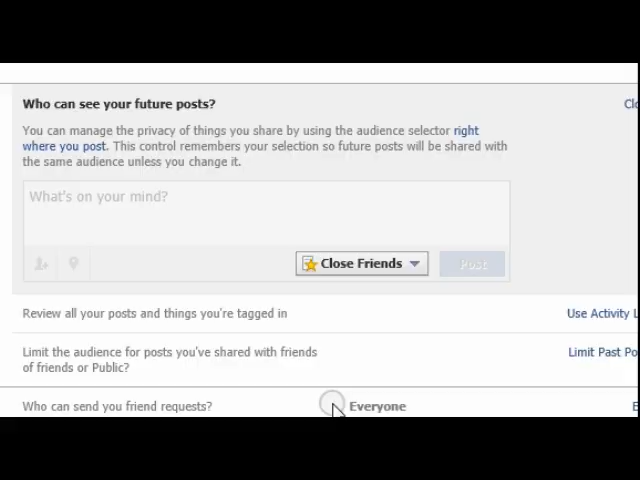 Who can see your future posts?
You can manage the privacy of things you share by using the audience selector right
where you post. This control remembers your selection so future posts will be shared with
the same audience unless you change it.
What's on your mind?
Close Friends
Post
Review all your posts and things you're tagged in
Use Activity
Limit the audience for posts you've shared with friends
of friends or Public?
Limit Past
Who can send you friend requests?
Everyone